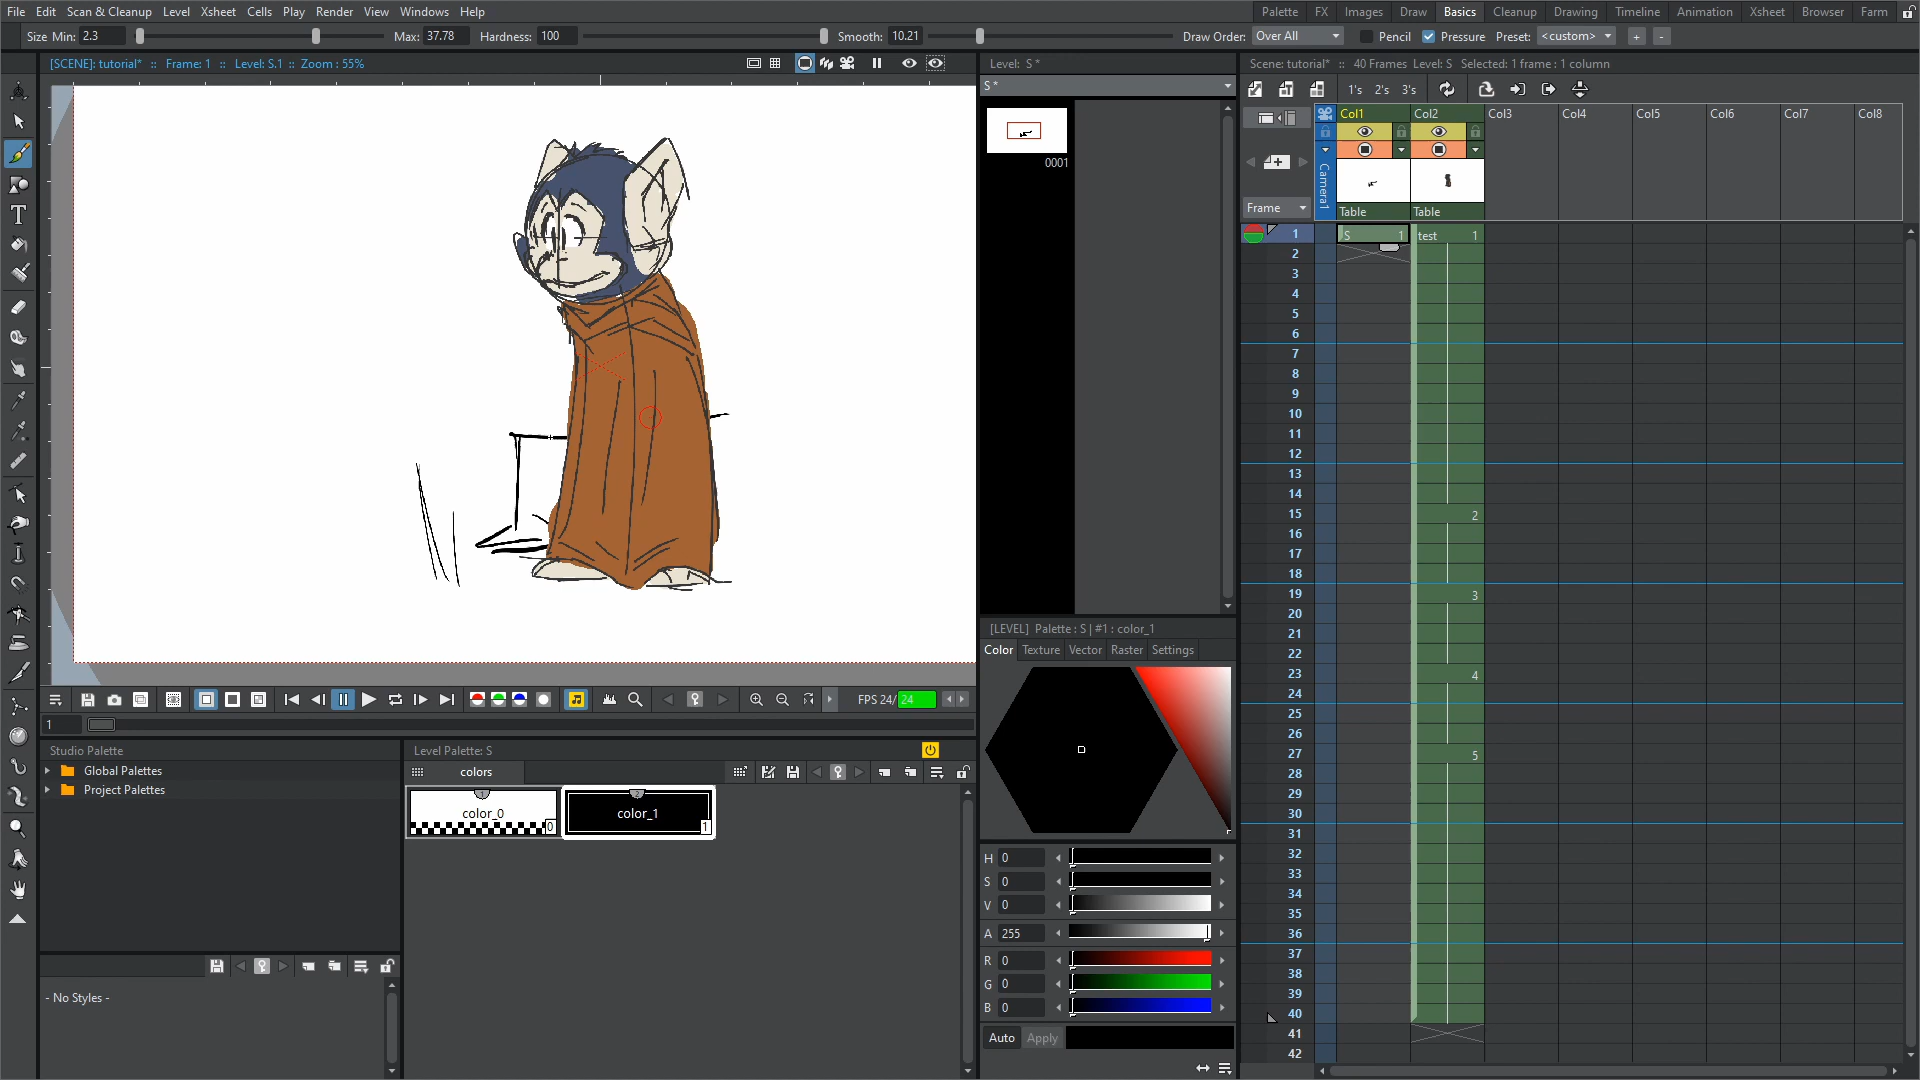 File Edit Scan & Cleanup Level Xsheet Cells Play Render View Windows Help
Palette FX Images Draw Basics Cleanup Drawing Timeline Animation Xsheet Browser Farm
Size Min: 2.3 Max: 37.78 Hardness: 100 Smooth: 10.21 Draw Order: Over All Pencil Pressure Preset: <custom> + -
[SCENE]: tutorial* :: Frame: 1 :: Level: S.1 :: Zoom : 55%
Level: S *
Scene: tutorial* :: 40 Frames Level: S Selected: 1 frame : 1 column
S *
1's 2's 3's
Col1 Col2 Col3 Col4 Col5 Col6 Col7 Col8
0001
Camera1
Frame
Table Table
1 S 1 test 1
2
3
4
5
6
7
8
9
10
11
12
13
14
15 2
16
17
18
19 3
20
21
22
23 4
24
25
26
27 5
28
29
30
31
32
33
34
35
36
37
38
39
40
41
42
[LEVEL] Palette : S | #1 : color_1
Color Texture Vector Raster Settings
FPS 24/ 24
1
Studio Palette
Global Palettes
Project Palettes
- No Styles -
Level Palette: S
colors
1 color_0 0
2 color_1 1
H 0
S 0
V 0
A 255
R 0
G 0
B 0
Auto Apply